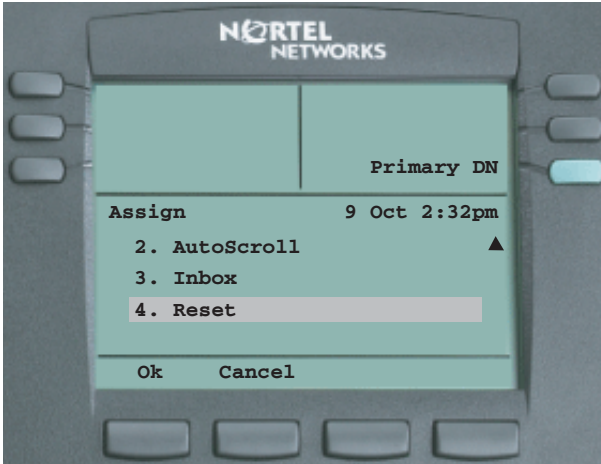 NORTEL
NETWORKS
Primary DN
Assign 9 Oct 2:32pm
2. AutoScroll
3. Inbox
4. Reset
Ok Cancel